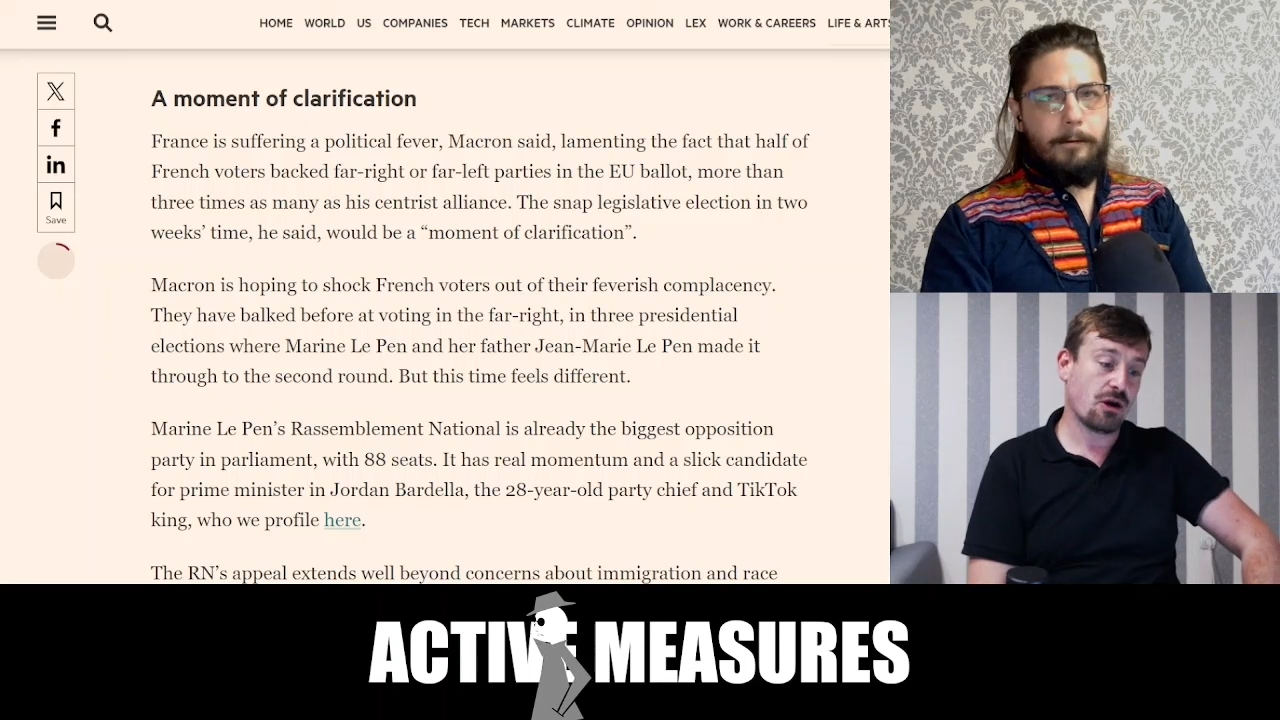 HOME WORLD US COMPANIES TECH MARKETS CLIMATE OPINION LEX WORK & CAREERS LIFE & ARTS
A moment of clarification
France is suffering a political fever, Macron said, lamenting the fact that half of
French voters backed far-right or far-left parties in the EU ballot, more than
three times as many as his centrist alliance. The snap legislative election in two
weeks’ time, he said, would be a “moment of clarification”.
Macron is hoping to shock French voters out of their feverish complacency.
They have balked before at voting in the far-right, in three presidential
elections where Marine Le Pen and her father Jean-Marie Le Pen made it
through to the second round. But this time feels different.
Marine Le Pen’s Rassemblement National is already the biggest opposition
party in parliament, with 88 seats. It has real momentum and a slick candidate
for prime minister in Jordan Bardella, the 28-year-old party chief and TikTok
king, who we profile here.
The RN’s appeal extends well beyond concerns about immigration and race
Save
ACTIVE MEASURES